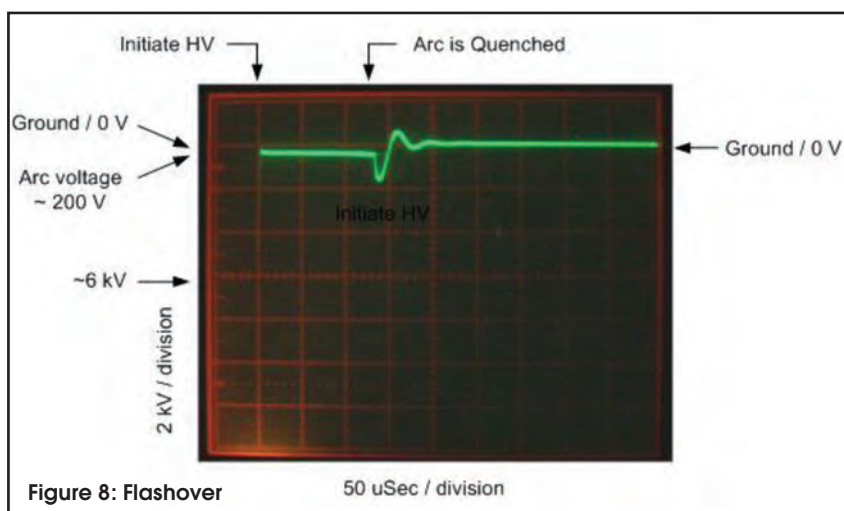 Initiate HV
Arc is Quenched
Ground / 0 V
Arc voltage
~ 200 V
Ground / 0 V
Initiate HV
~6 kV
2 kV / division
50 uSec / division
Figure 8: Flashover